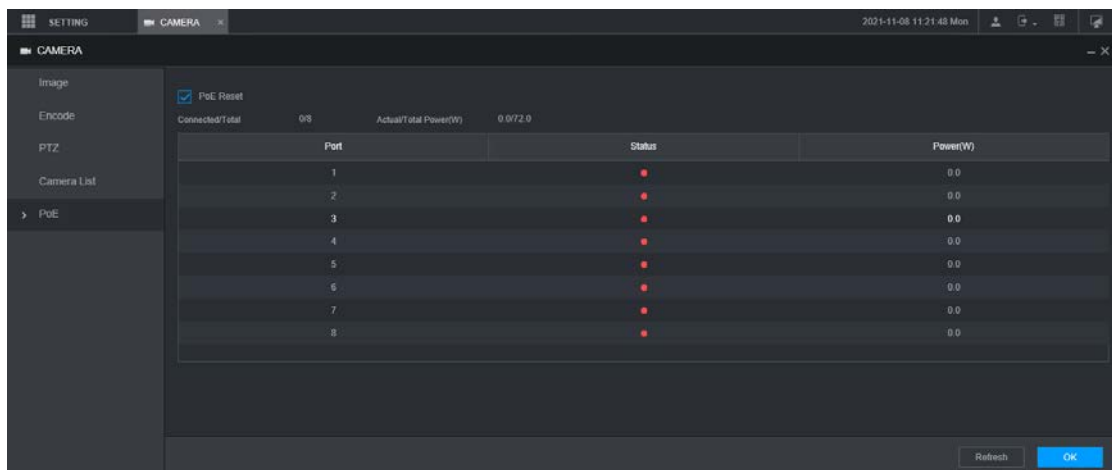 SETTING CAMERA × 2021-11-08 11:21:48 Mon
CAMERA
Image
Encode
PTZ
Camera List
PoE
PoE Reset
Connected/Total 0/8 Actual/Total Power(W) 0.0/72.0
Port Status Power(W)
1 0.0
2 0.0
3 0.0
4 0.0
5 0.0
6 0.0
7 0.0
8 0.0
Refresh OK